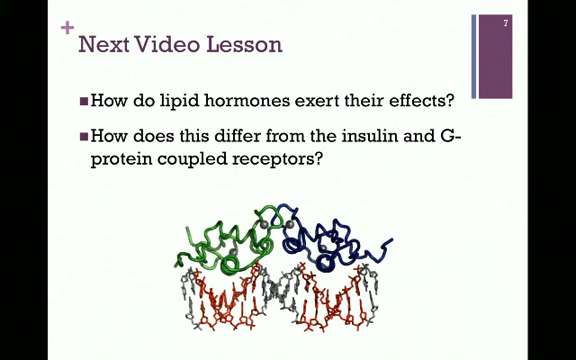 7
+
Next Video Lesson
■How do lipid hormones exert their effects?
■How does this differ from the insulin and G-
protein coupled receptors?